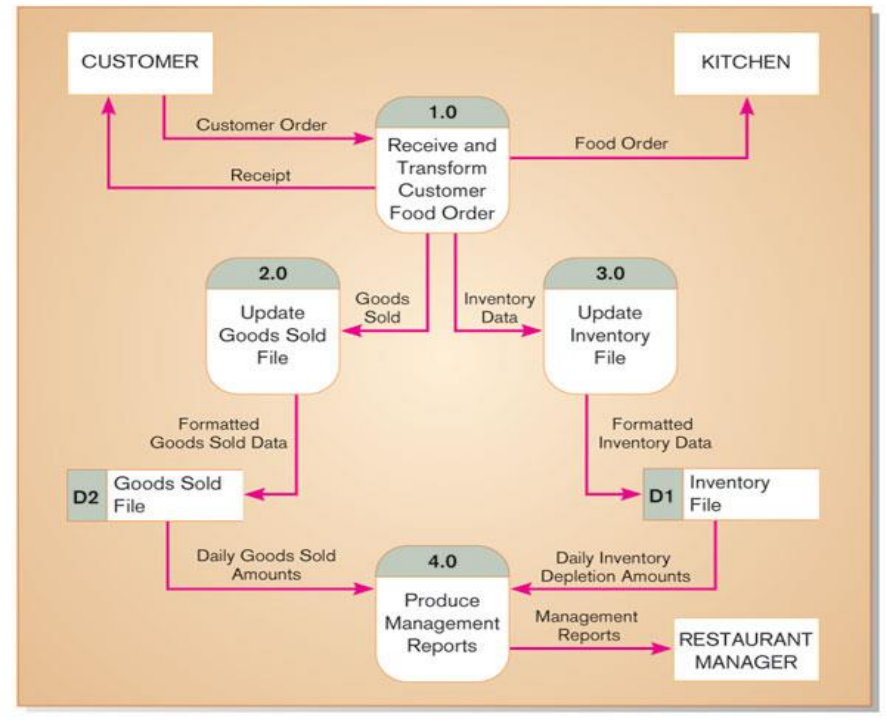 CUSTOMER
KITCHEN
Customer Order
1.0
Receive and
Transform
Customer
Food Order
Food Order
Receipt
2.0
Update
Goods Sold
File
Goods
Sold
Inventory
Data
3.0
Update
Inventory
File
Formatted
Goods Sold Data
Formatted
Inventory Data
D2
Goods Sold
File
D1
Inventory
File
Daily Goods Sold
Amounts
4.0
Produce
Management
Reports
Daily Inventory
Depletion Amounts
Management
Reports
RESTAURANT
MANAGER